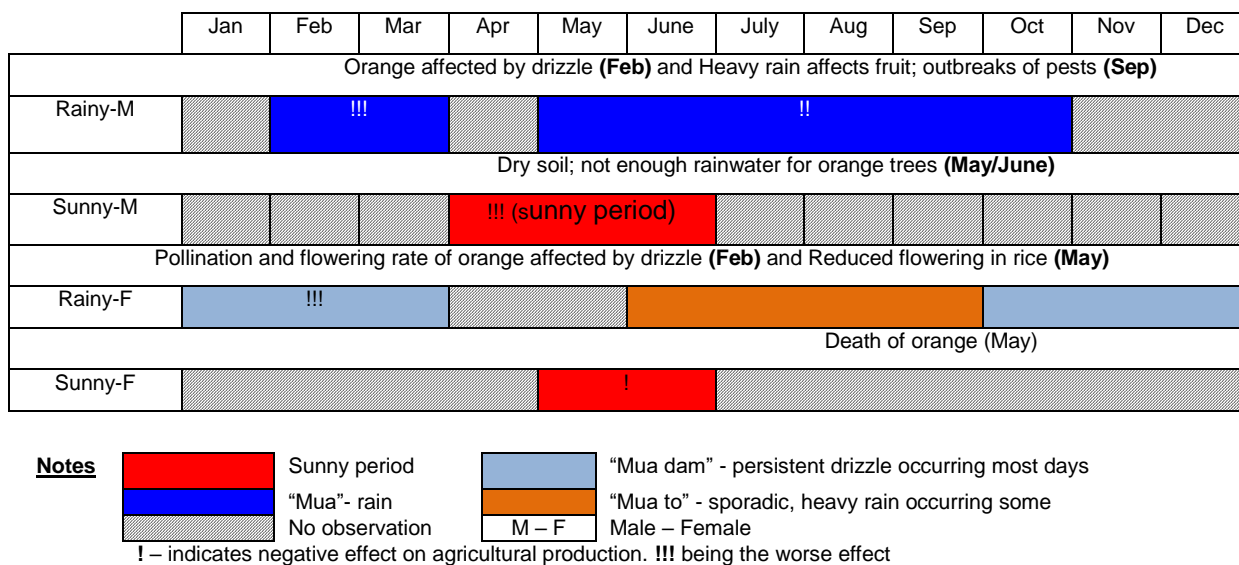 Jan Feb Mar Apr May June July Aug Sep Oct Nov Dec
Orange affected by drizzle (Feb) and Heavy rain affects fruit; outbreaks of pests (Sep)
Rainy-M !!! !!
Dry soil; not enough rainwater for orange trees (May/June)
Sunny-M !!! (sunny period)
Pollination and flowering rate of orange affected by drizzle (Feb) and Reduced flowering in rice (May)
Rainy-F !!!
Death of orange (May)
Sunny-F !
Notes Sunny period “Mua dam” - persistent drizzle occurring most days
“Mua”- rain “Mua to” - sporadic, heavy rain occurring some
No observation M – F Male – Female
! – indicates negative effect on agricultural production. !!! being the worse effect